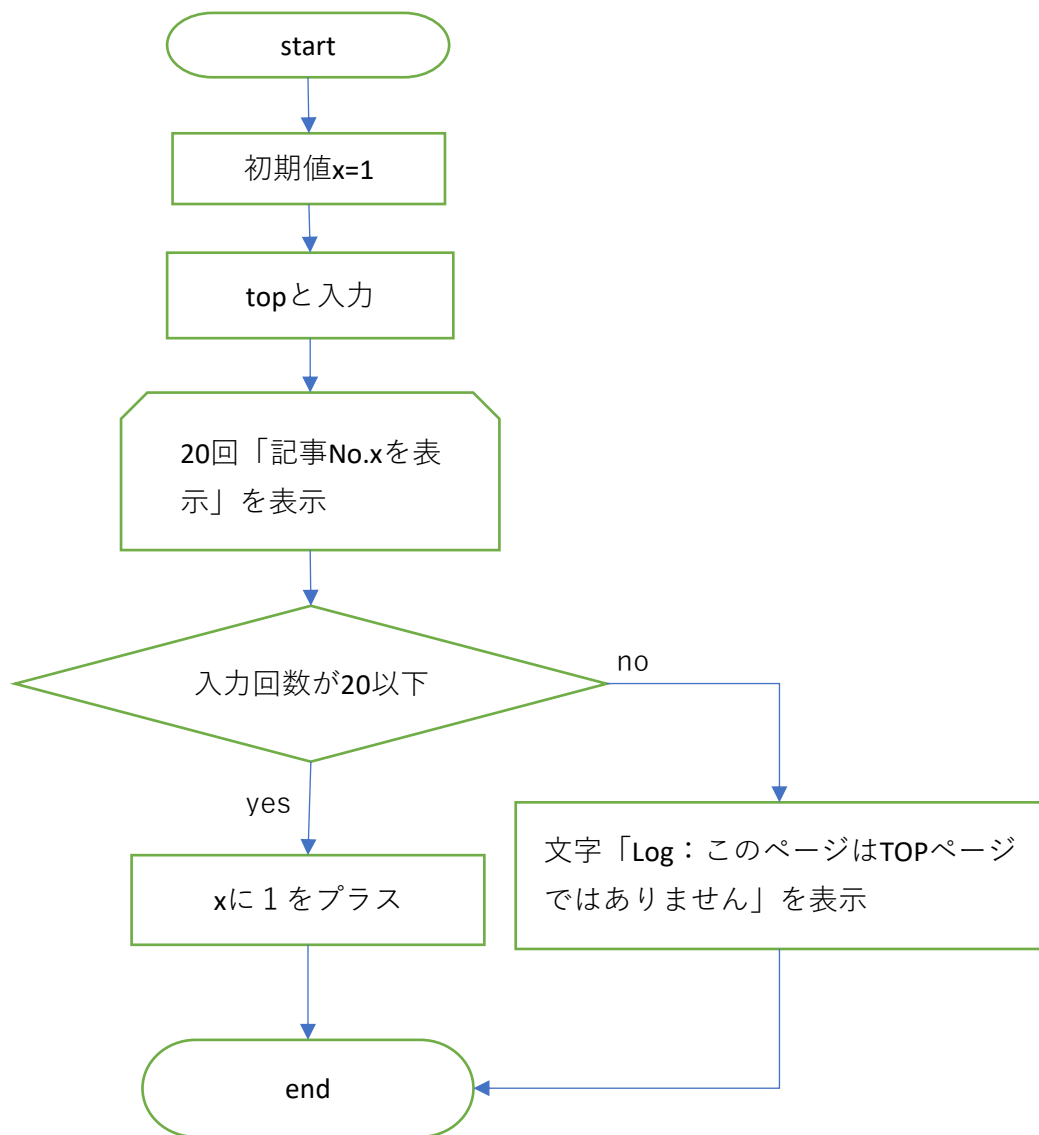 start
初期値x=1
topと入力
20回「記事No.xを表
示」を表示
入力回数が20以下
no
yes
文字「Log：このページはTOPページ
ではありません」を表示
xに１をプラス
end